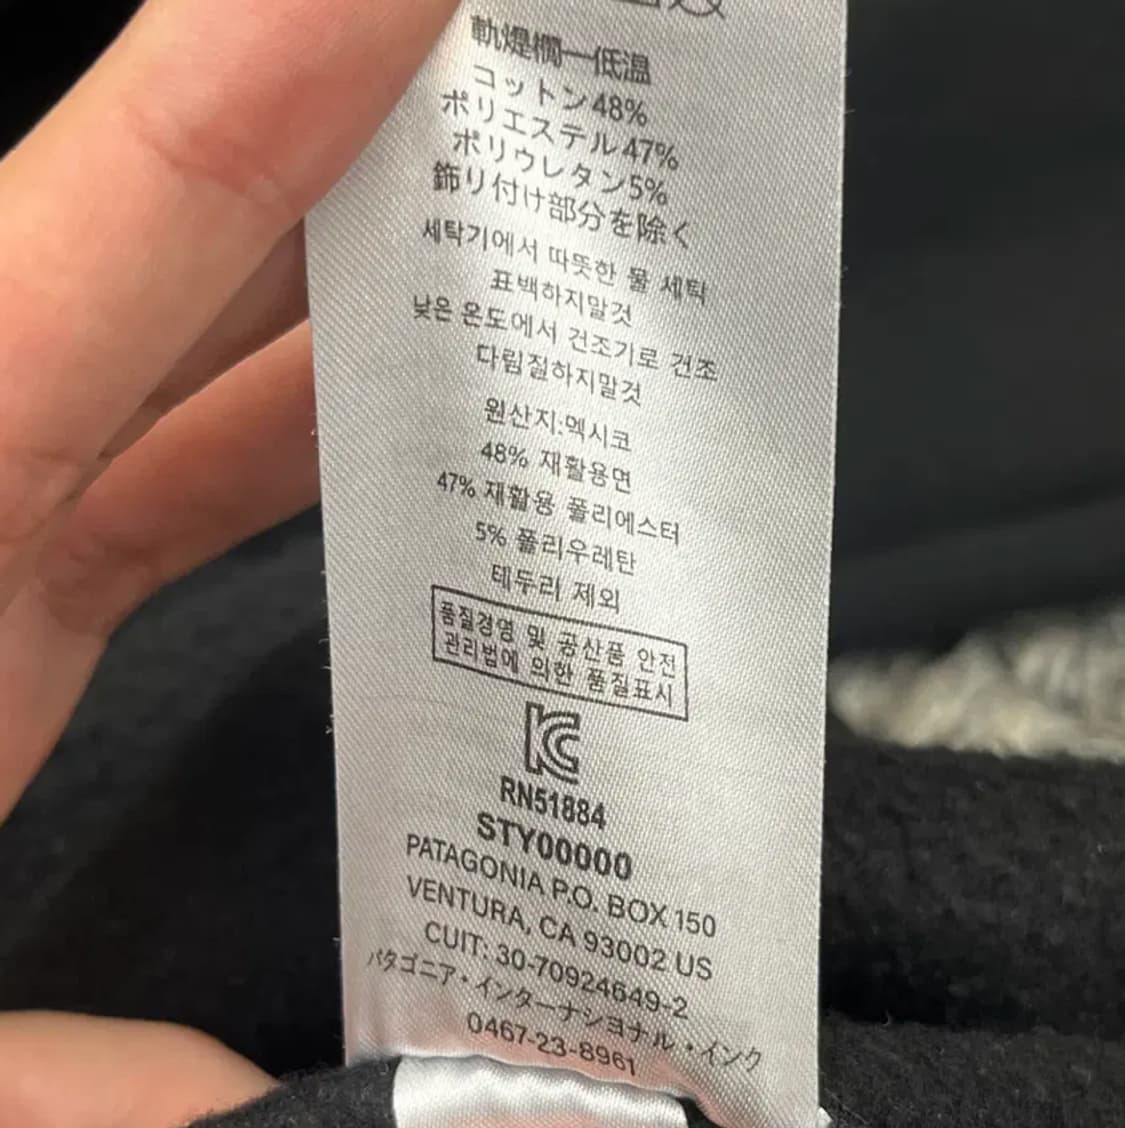 軌煋橺一低温
コットン48%
ポリエステル47%
ポリウレタン5%
飾り付け部分を除く
세탁기에서 따뜻한 물 세탁
표백하지말것
낮은 온도에서 건조기로 건조
다림질하지말것
원산지:멕시코
48% 재활용면
47% 재활용 폴리에스터
5% 폴리우레탄
테두리 제외
품질경영 및 공산품 안전
관리법에 의한 품질표시
KC
RN51884
STY00000
PATAGONIA P.O. BOX 150
VENTURA, CA 93002 US
CUIT: 30-70924649-2
パタゴニア・インターナショナル・インク
0467-23-8961